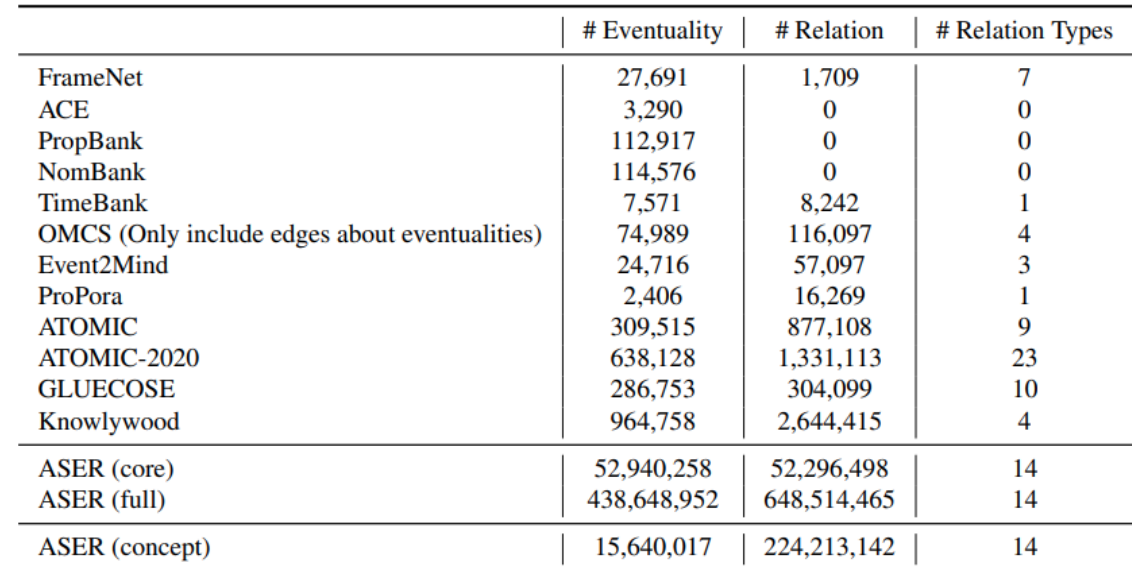 # Eventuality # Relation # Relation Types
FrameNet 27,691 1,709 7
ACE 3,290 0 0
PropBank 112,917 0 0
NomBank 114,576 0 0
TimeBank 7,571 8,242 1
OMCS (Only include edges about eventualities) 74,989 116,097 4
Event2Mind 24,716 57,097 3
ProPora 2,406 16,269 1
ATOMIC 309,515 877,108 9
ATOMIC-2020 638,128 1,331,113 23
GLUECOSE 286,753 304,099 10
Knowlywood 964,758 2,644,415 4
ASER (core) 52,940,258 52,296,498 14
ASER (full) 438,648,952 648,514,465 14
ASER (concept) 15,640,017 224,213,142 14